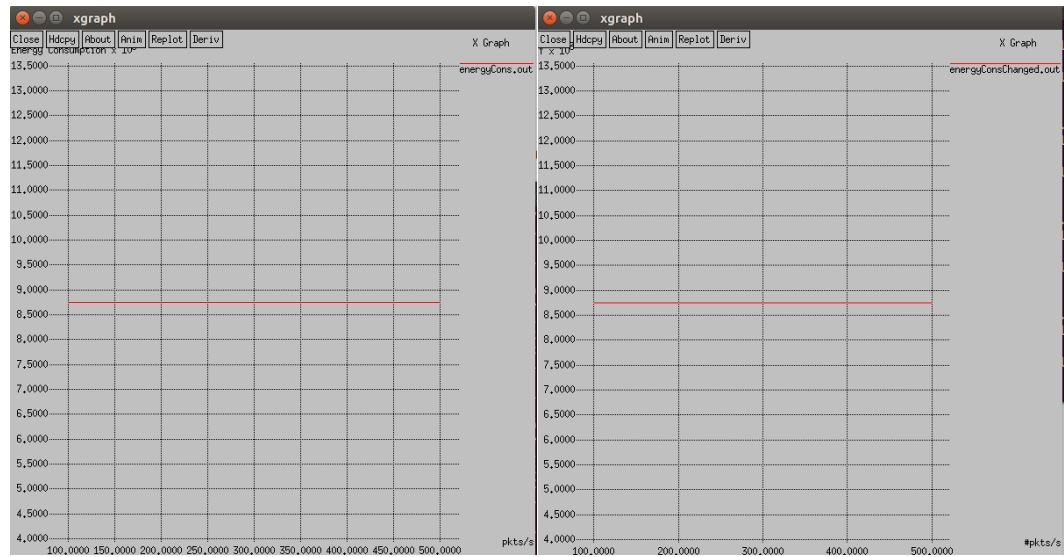 xgraph
Close Hdcpy About Anim Replot Deriv
X Graph
Energy Consumption x 10
energyCons.out
13.5000
13.0000
12.5000
12.0000
11.5000
11.0000
10.5000
10.0000
9.5000
9.0000
8.5000
8.0000
7.5000
7.0000
6.5000
6.0000
5.5000
5.0000
4.5000
4.0000
pkts/s
100.0000 150.0000 200.0000 250.0000 300.0000 350.0000 400.0000 450.0000 500.0000
xgraph
Close Hdcpy About Anim Replot Deriv
X Graph
Y x 10
energyConsChanged.out
13.5000
13.0000
12.5000
12.0000
11.5000
11.0000
10.5000
10.0000
9.5000
9.0000
8.5000
8.0000
7.5000
7.0000
6.5000
6.0000
5.5000
5.0000
4.5000
4.0000
#pkts/s
100.0000 200.0000 300.0000 400.0000 500.0000